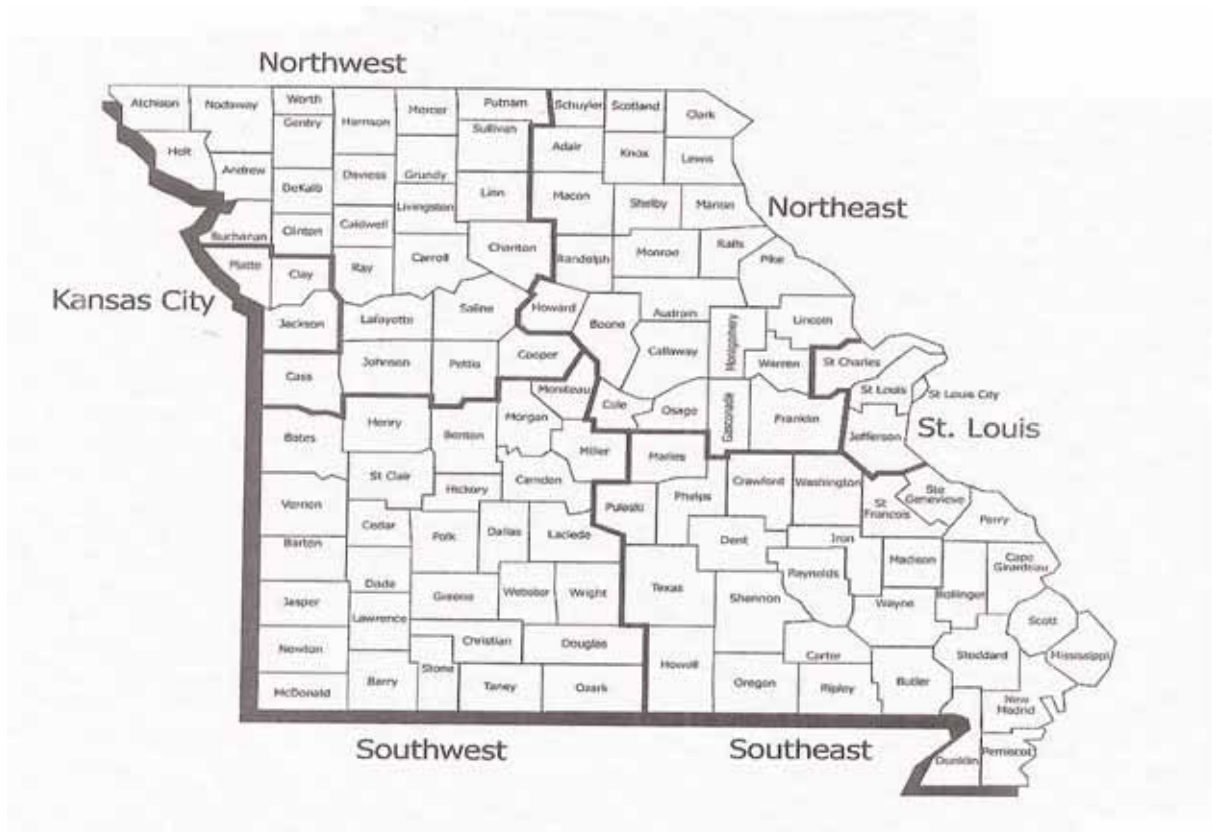 Northwest
Atchison
Nodaway
Worth
Gentry
Harrison
Mercer
Putnam
Sullivan
Schuyler
Scotland
Clark
Holt
Andrew
DeKalb
Daviess
Grundy
Livingston
Linn
Adair
Knox
Lewis
Macon
Shelby
Marion
Northeast
Buchanan
Clinton
Caldwell
Carroll
Chariton
Randolph
Monroe
Ralls
Pike
Platte
Clay
Ray
Kansas City
Jackson
Lafayette
Saline
Howard
Boone
Audrain
Callaway
Montgomery
Lincoln
Warren
St Charles
Cass
Johnson
Pettis
Cooper
Moniteau
St Louis
St Louis City
St. Louis
Cole
Osage
Gasconade
Franklin
Jefferson
Bates
Henry
Benton
Morgan
Miller
Maries
St Clair
Hickory
Camden
Pulaski
Phelps
Crawford
Washington
St
Francois
Ste
Genevieve
Perry
Vernon
Cedar
Polk
Dallas
Laclede
Dent
Iron
Madison
Cape
Girardeau
Barton
Dade
Greene
Webster
Wright
Texas
Shannon
Reynolds
Wayne
Bollinger
Scott
Jasper
Lawrence
Christian
Douglas
Stoddard
Mississippi
Newton
Stone
Howell
Carter
McDonald
Barry
Taney
Ozark
Oregon
Ripley
Butler
New
Madrid
Southwest
Southeast
Dunklin
Pemiscot